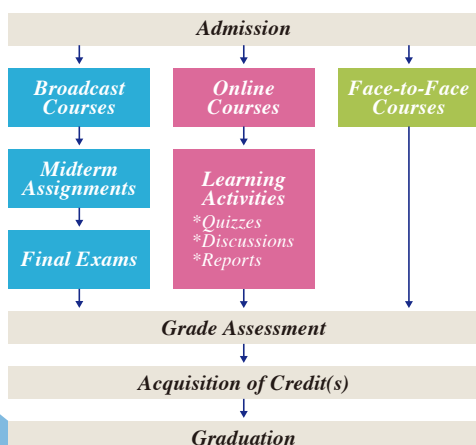 Admission
Broadcast
Courses
Online
Courses
Face-to-Face
Courses
Midterm
Assignments
Learning
Activities
*Quizzes
*Discussions
*Reports
Final Exams
Grade Assessment
Acquisition of Credit(s)
Graduation